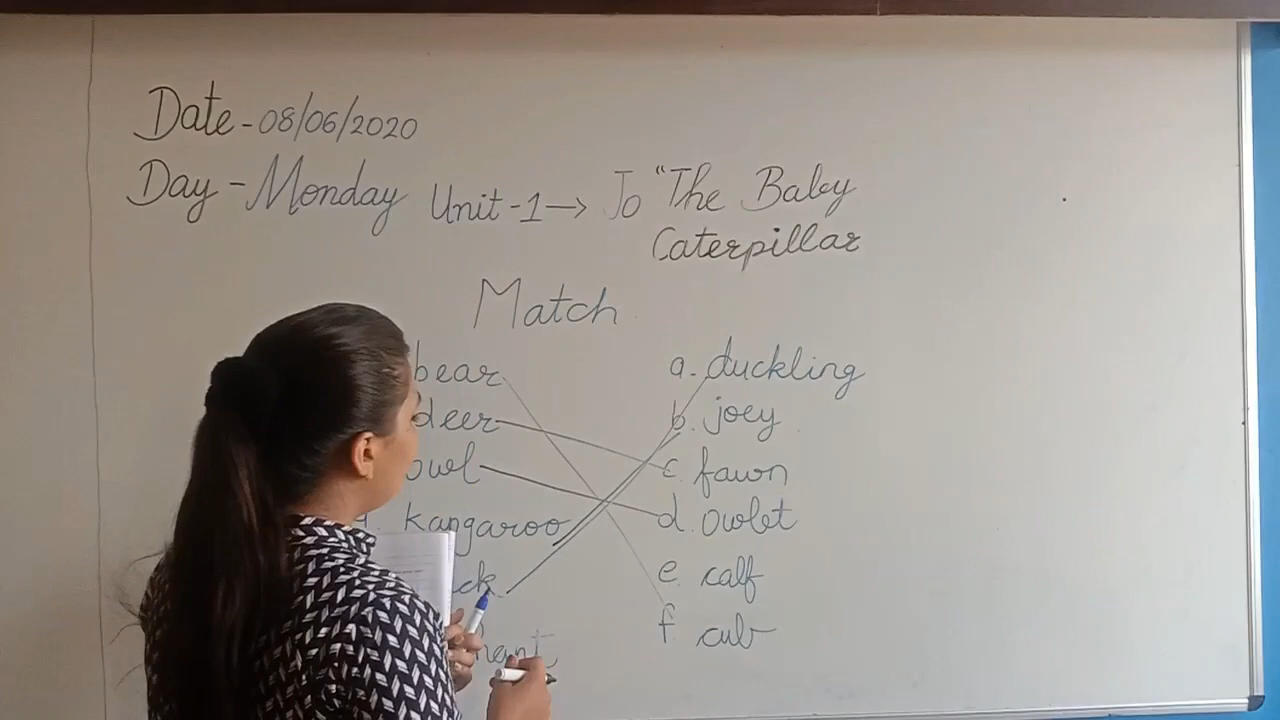 Date - 08/06/2020
Day - Monday Unit-1 → To "The Baby
Caterpillar
Match
bear a. duckling
deer b. joey
owl c. fawn
kangaroo d. owlet
e. calf
f. cub